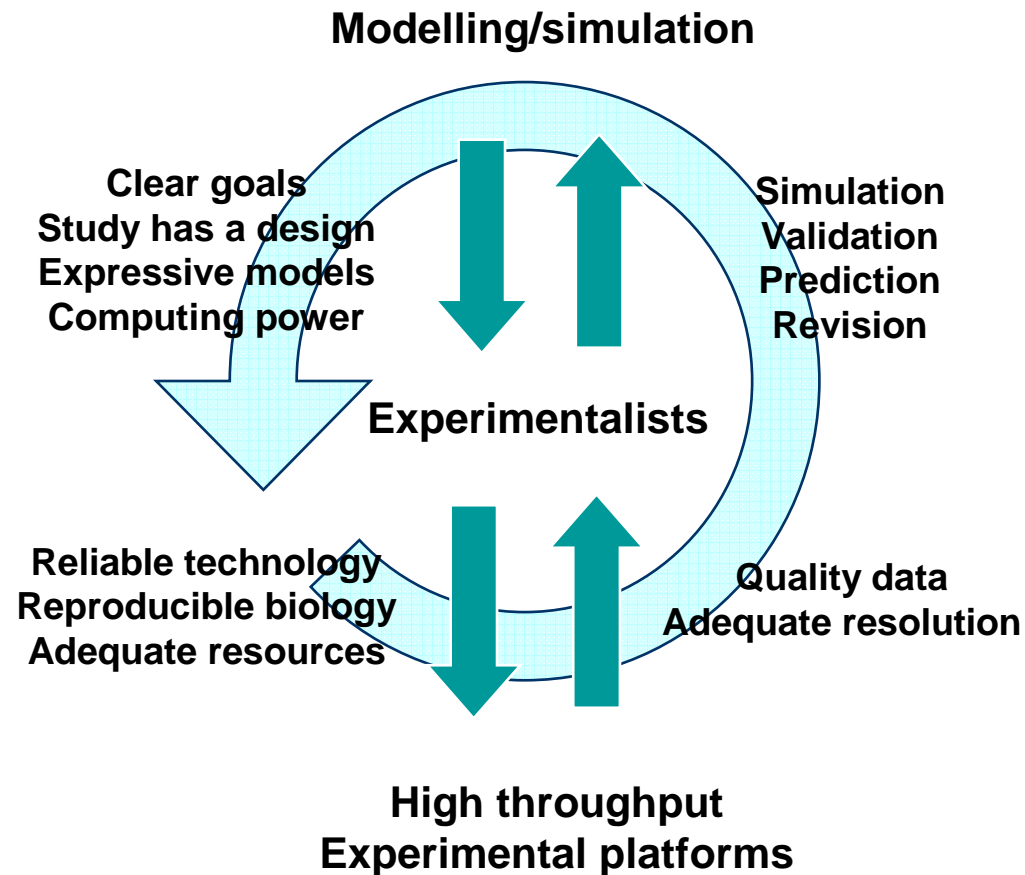 Modelling/simulation
Clear goals
Study has a design
Expressive models
Computing power
Simulation
Validation
Prediction
Revision
Experimentalists
Reliable technology
Reproducible biology
Adequate resources
Quality data
Adequate resolution
High throughput
Experimental platforms